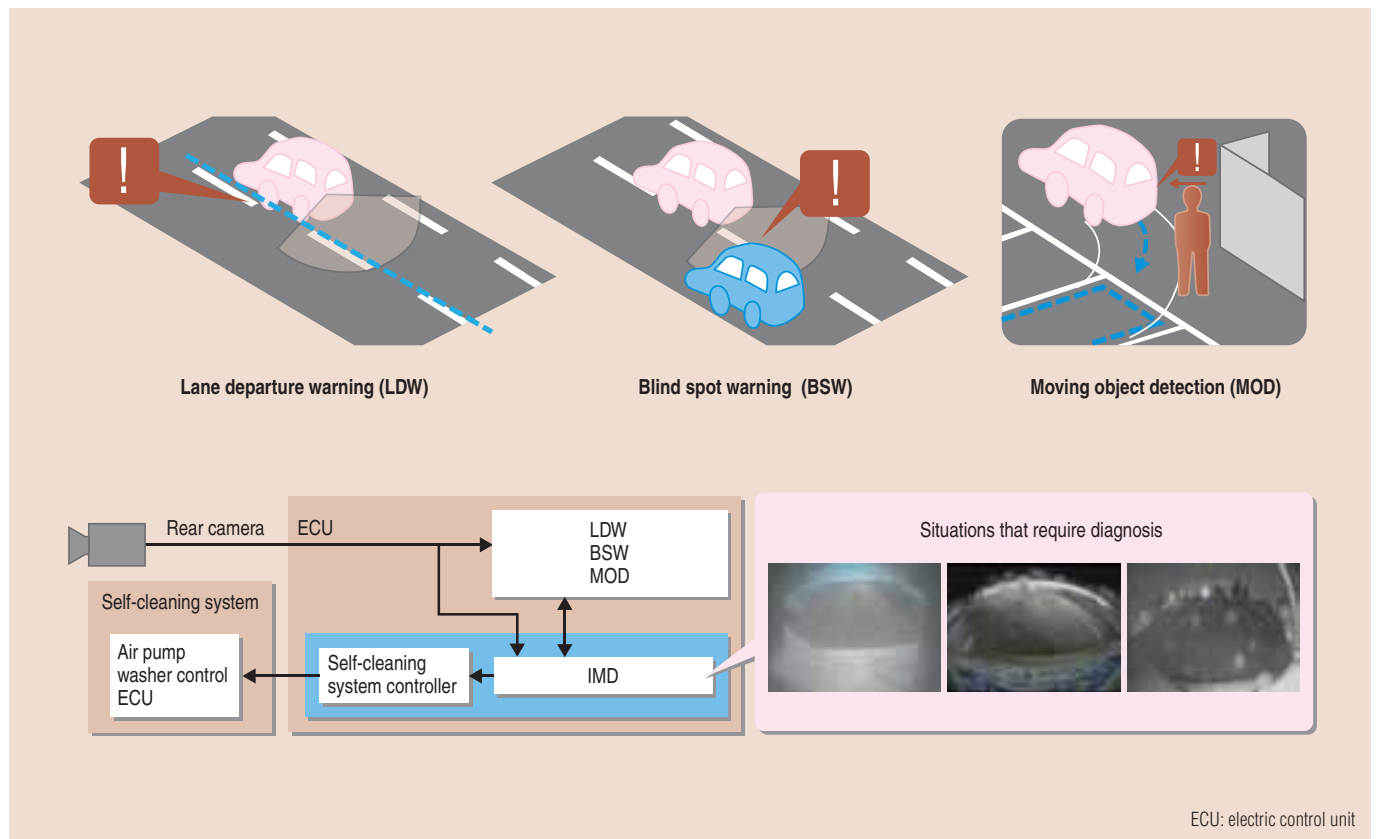 !
!
!
Lane departure warning (LDW)
Blind spot warning (BSW)
Moving object detection (MOD)
Rear camera
ECU
LDW
BSW
MOD
Situations that require diagnosis
Self-cleaning system
Air pump
washer control
ECU
Self-cleaning
system controller
IMD
ECU: electric control unit